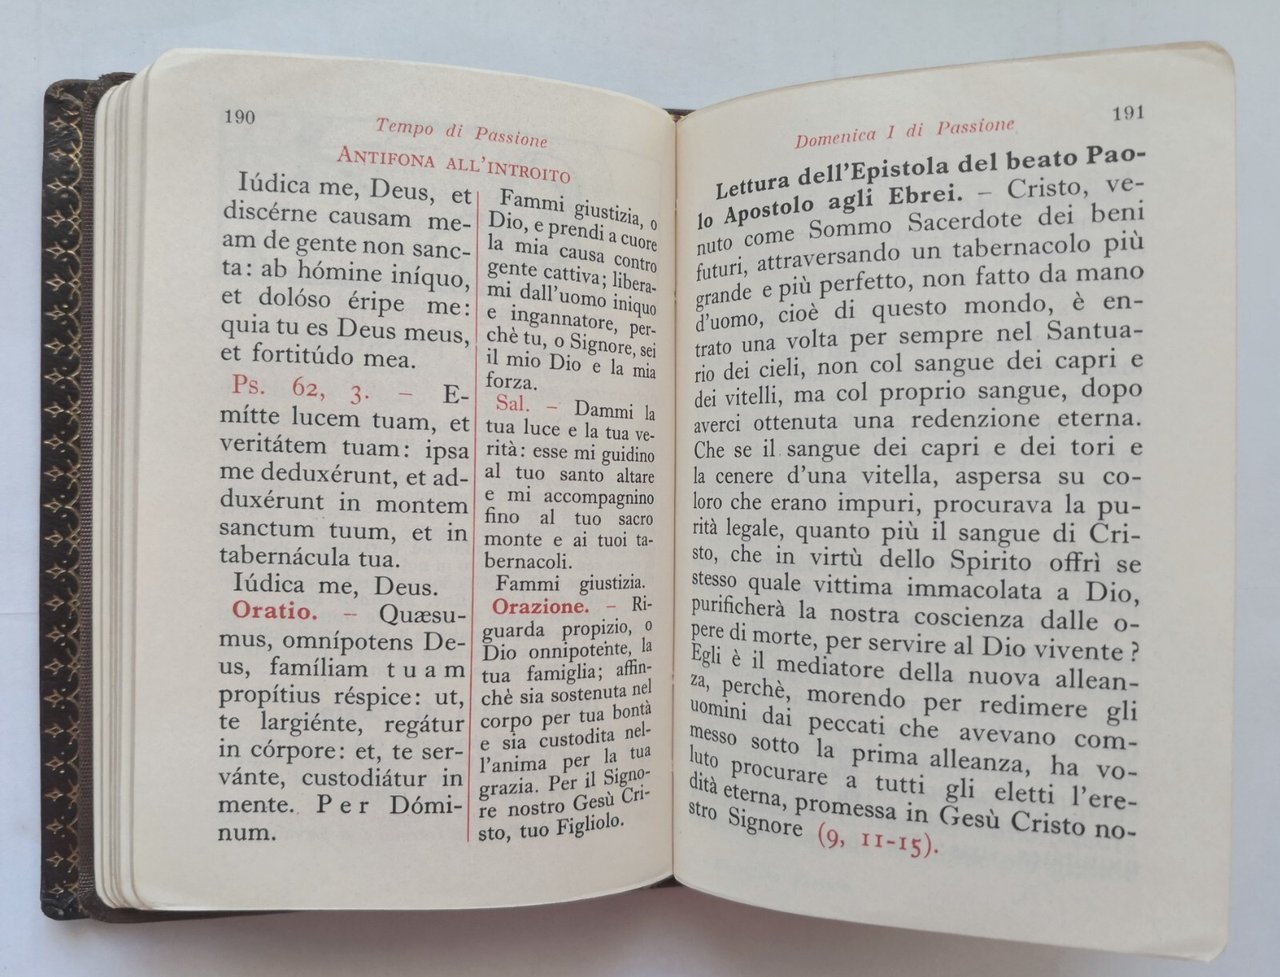 190
Tempo di Passione
ANTIFONA ALL'INTROITO
Iúdica me, Deus, et
discérne causam me-
am de gente non sanc-
ta: ab hómine iníquo,
et dolóso éripe me:
quia tu es Deus meus,
et fortitúdo mea.
Ps. 62, 3. – E-
mítte lucem tuam, et
veritátem tuam: ipsa
me deduxérunt, et ad-
duxérunt in montem
sanctum tuum, et in
tabernácula tua.
Iúdica me, Deus.
Oratio. – Quæsu-
mus, omnípotens De-
us, famíliam tuam
propítius réspice: ut,
te largiénte, regátur
in córpore: et, te ser-
vánte, custodiátur in
mente. Per Dómi-
num.
Fammi giustizia, o
Dio, e prendi a cuore
la mia causa contro
gente cattiva; libera-
mi dall'uomo iniquo
e ingannatore, per-
chè tu, o Signore, sei
il mio Dio e la mia
forza.
Sal. – Dammi la
tua luce e la tua ve-
rità: esse mi guidino
al tuo santo altare
e mi accompagnino
fino al tuo sacro
monte e ai tuoi ta-
bernacoli.
Fammi giustizia.
Orazione. – Ri-
guarda propizio, o
Dio onnipotente, la
tua famiglia; affin-
chè sia sostenuta nel
corpo per tua bontà
e sia custodita nel-
l'anima per la tua
grazia. Per il Signo-
re nostro Gesù Cri-
sto, tuo Figliolo.
191
Domenica I di Passione
Lettura dell'Epistola del beato Pao-
lo Apostolo agli Ebrei. – Cristo, ve-
nuto come Sommo Sacerdote dei beni
futuri, attraversando un tabernacolo più
grande e più perfetto, non fatto da mano
d'uomo, cioè di questo mondo, è en-
trato una volta per sempre nel Santua-
rio dei cieli, non col sangue dei capri e
dei vitelli, ma col proprio sangue, dopo
averci ottenuta una redenzione eterna.
Che se il sangue dei capri e dei tori e
la cenere d'una vitella, aspersa su co-
loro che erano impuri, procurava la pu-
rità legale, quanto più il sangue di Cri-
sto, che in virtù dello Spirito offrì se
stesso quale vittima immacolata a Dio,
purificherà la nostra coscienza dalle o-
pere di morte, per servire al Dio vivente ?
Egli è il mediatore della nuova allean-
za, perchè, morendo per redimere gli
uomini dai peccati che avevano com-
messo sotto la prima alleanza, ha vo-
luto procurare a tutti gli eletti l'ere-
dità eterna, promessa in Gesù Cristo no-
stro Signore (9, 11-15).